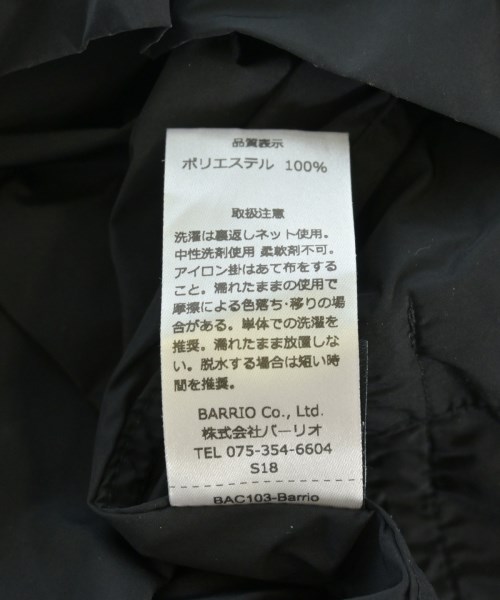 品質表示
ポリエステル 100%
取扱注意
洗濯は裏返しネット使用。
中性洗剤使用 柔軟剤不可。
アイロン掛はあて布をする
こと。濡れたままの使用で
摩擦による色落ち・移りの場
合がある。単体での洗濯を
推奨。濡れたまま放置しな
い。脱水する場合は短い時
間を推奨。
BARRIO Co., Ltd.
株式会社バーリオ
TEL 075-354-6604
S18
BAC103-Barrio